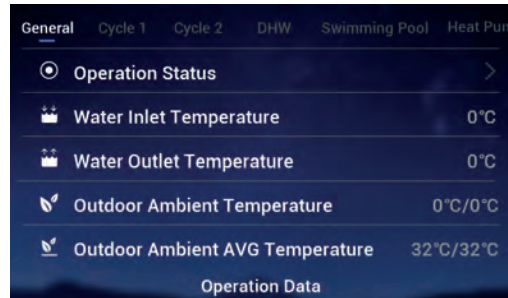 General Cycle 1 Cycle 2 DHW Swimming Pool Heat Pun
Operation Status
Water Inlet Temperature 0°C
Water Outlet Temperature 0°C
Outdoor Ambient Temperature 0°C/0°C
Outdoor Ambient AVG Temperature 32°C/32°C
Operation Data